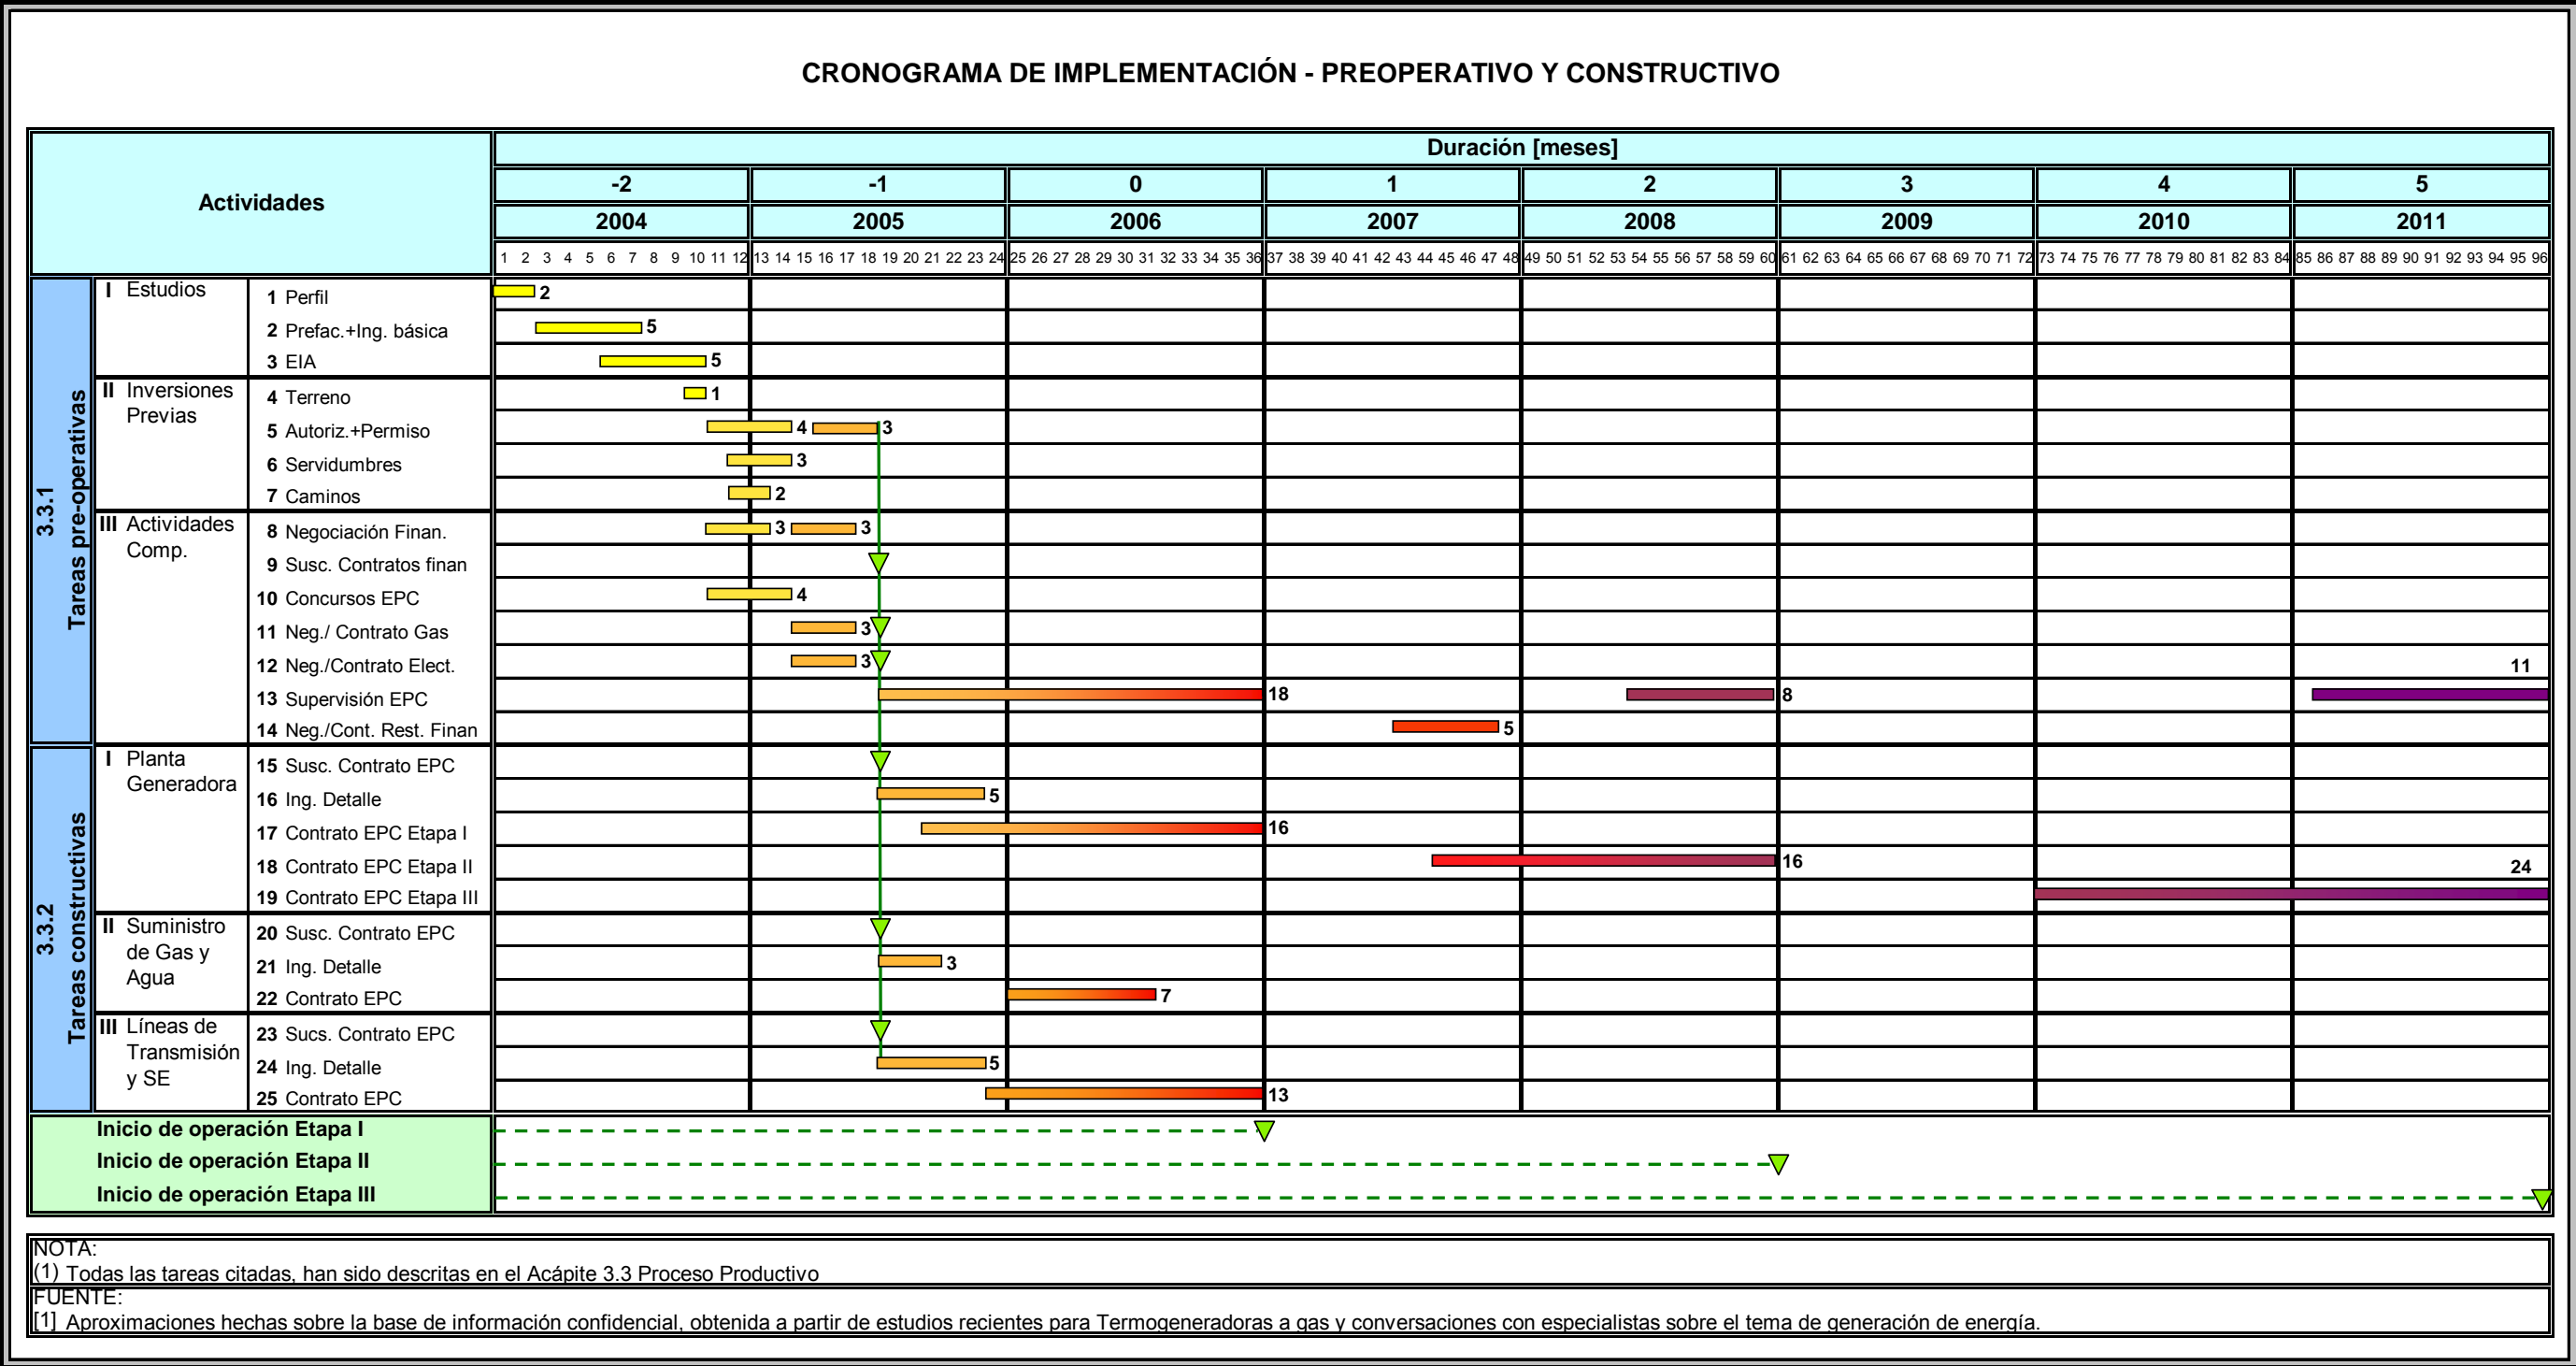 CRONOGRAMA DE IMPLEMENTACIÓN - PREOPERATIVO Y CONSTRUCTIVO
Actividades
Duración [meses]
-2 -1 0 1 2 3 4 5
2004 2005 2006 2007 2008 2009 2010 2011
1 2 3 4 5 6 7 8 9 10 11 12 13 14 15 16 17 18 19 20 21 22 23 24 25 26 27 28 29 30 31 32 33 34 35 36 37 38 39 40 41 42 43 44 45 46 47 48 49 50 51 52 53 54 55 56 57 58 59 60 61 62 63 64 65 66 67 68 69 70 71 72 73 74 75 76 77 78 79 80 81 82 83 84 85 86 87 88 89 90 91 92 93 94 95 96
3.3.1
Tareas pre-operativas
I Estudios
1 Perfil 2
2 Prefac.+Ing. básica 5
3 EIA 5
II Inversiones
Previas
4 Terreno 1
5 Autoriz.+Permiso 4 3
6 Servidumbres 3
7 Caminos 2
III Actividades
Comp.
8 Negociación Finan. 3 3
9 Susc. Contratos finan
10 Concursos EPC 4
11 Neg./ Contrato Gas 3
12 Neg./Contrato Elect. 3 11
13 Supervisión EPC 18 8
14 Neg./Cont. Rest. Finan 5
3.3.2
Tareas constructivas
I Planta
Generadora
15 Susc. Contrato EPC
16 Ing. Detalle 5
17 Contrato EPC Etapa I 16
18 Contrato EPC Etapa II 16 24
19 Contrato EPC Etapa III
II Suministro
de Gas y
Agua
20 Susc. Contrato EPC
21 Ing. Detalle 3
22 Contrato EPC 7
III Líneas de
Transmisión
y SE
23 Sucs. Contrato EPC
24 Ing. Detalle 5
25 Contrato EPC 13
Inicio de operación Etapa I
Inicio de operación Etapa II
Inicio de operación Etapa III
NOTA:
(1) Todas las tareas citadas, han sido descritas en el Acápite 3.3 Proceso Productivo
FUENTE:
[1] Aproximaciones hechas sobre la base de información confidencial, obtenida a partir de estudios recientes para Termogeneradoras a gas y conversaciones con especialistas sobre el tema de generación de energía.